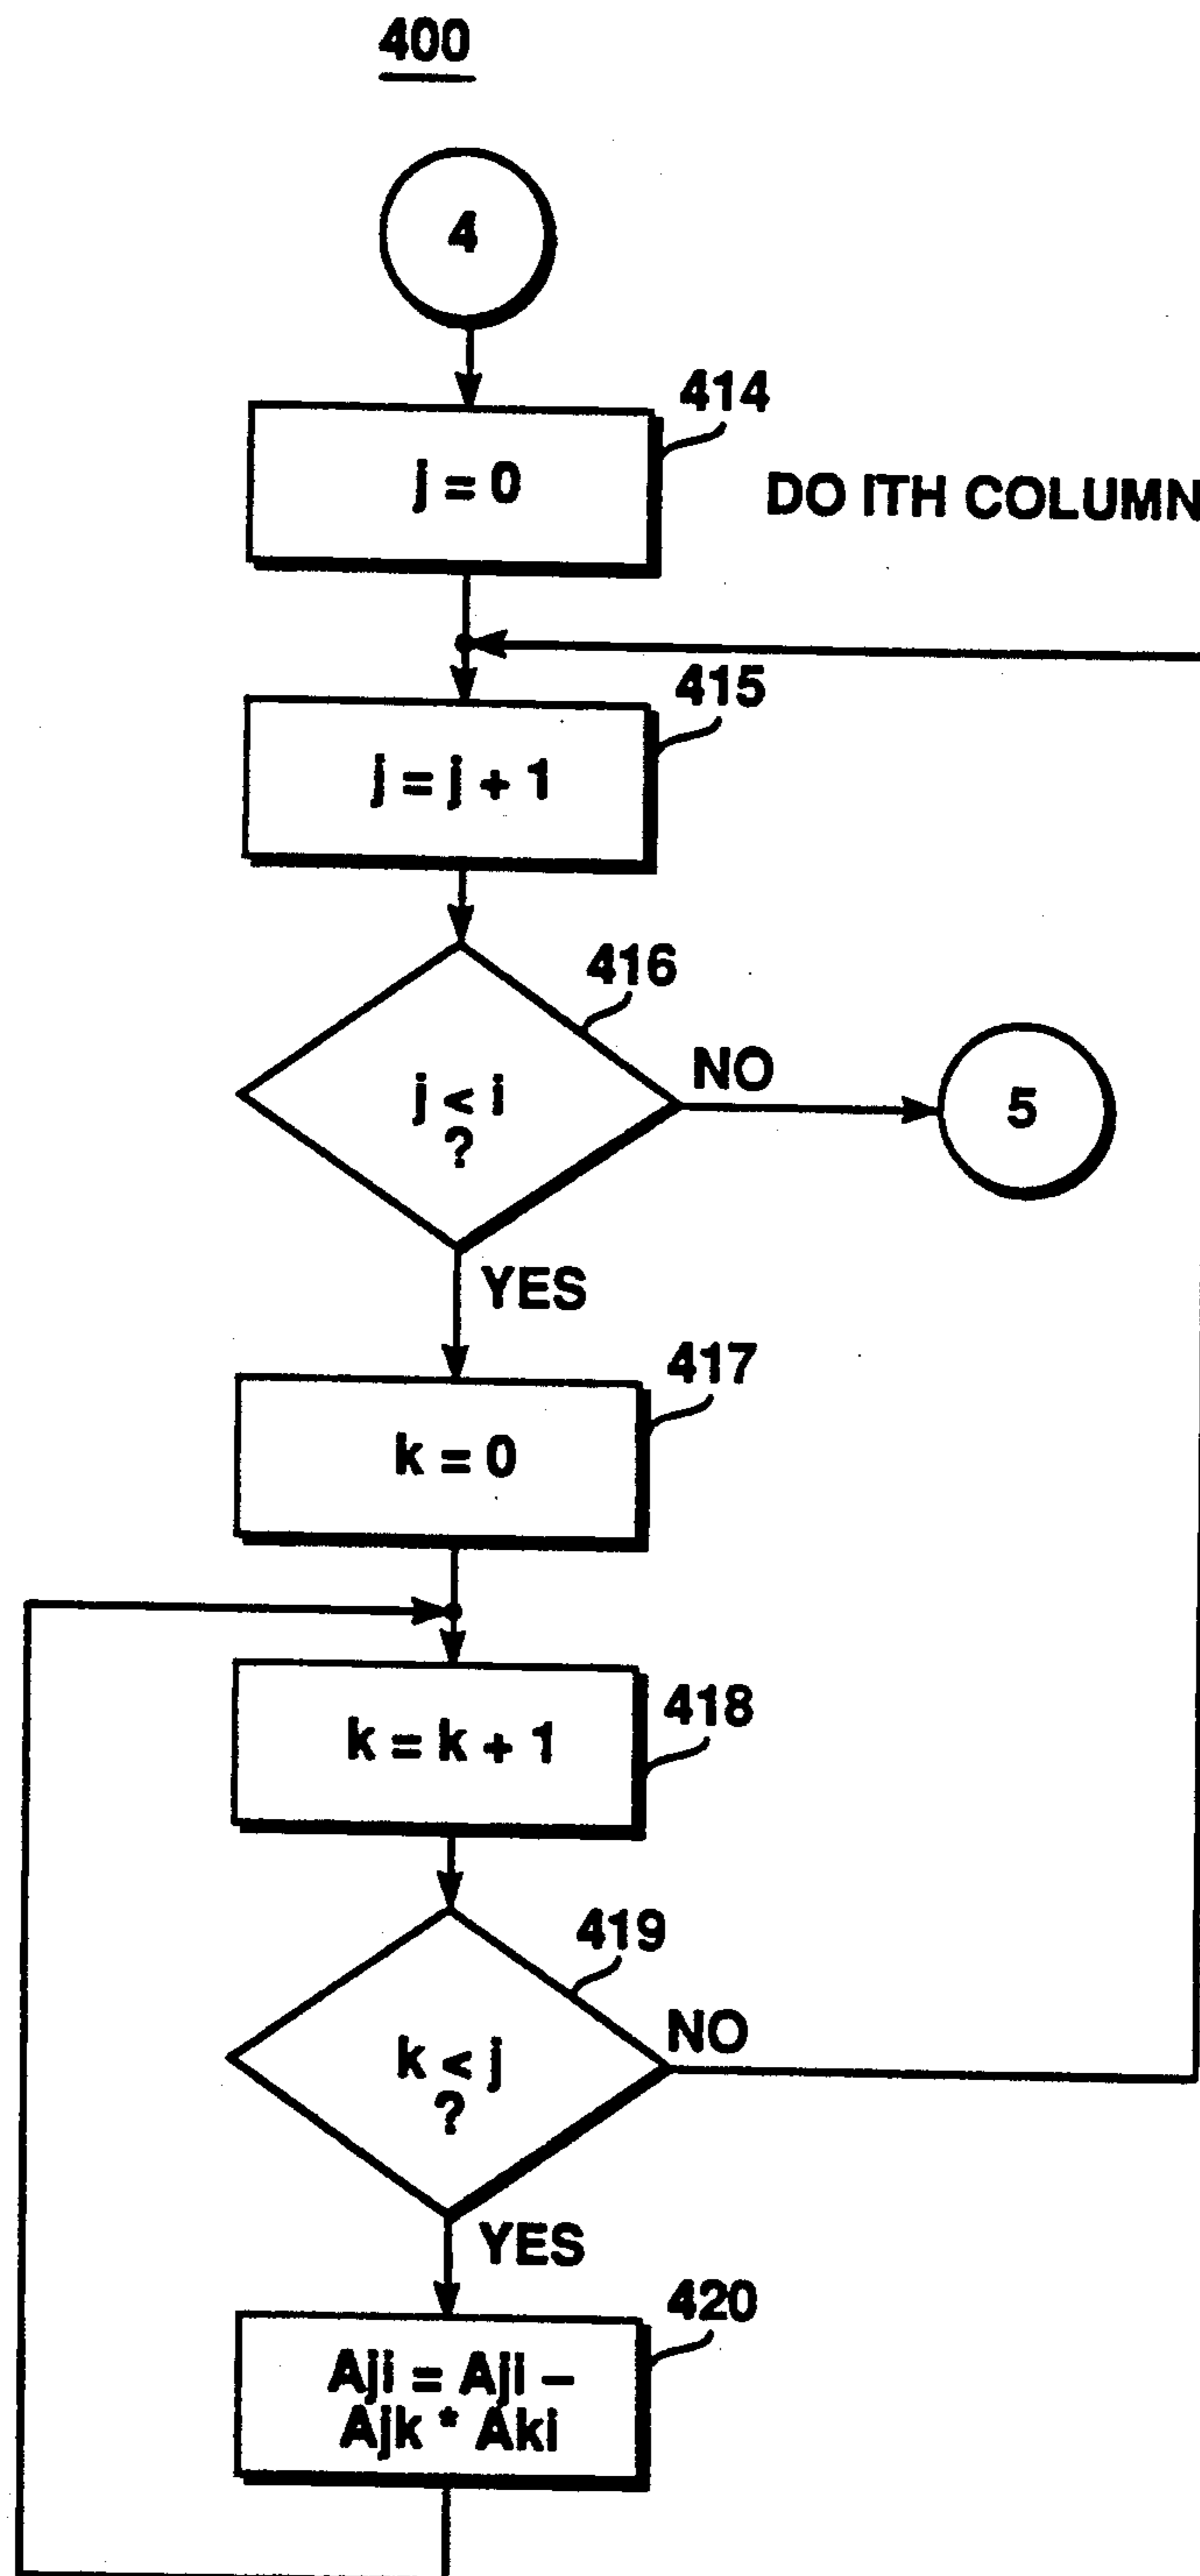 400
4
414
j = 0
DO ITH COLUMN
415
j = j + 1
416
j < i
?
NO
5
YES
417
k = 0
418
k = k + 1
419
k < j
?
NO
YES
420
Aji = Aji –
Ajk * Aki